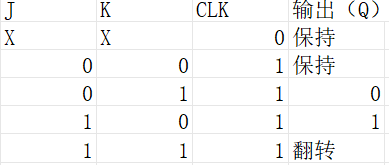 J K CLK 输出（Q）
X X 0 保持
0 0 1 保持
0 1 1 0
1 0 1 1
1 1 1 翻转